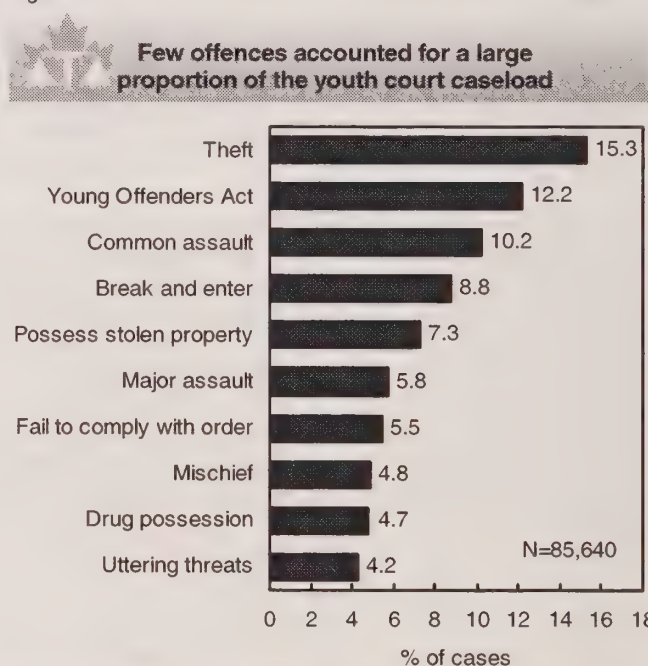 Few offences accounted for a large
proportion of the youth court caseload
Theft 15.3
Young Offenders Act 12.2
Common assault 10.2
Break and enter 8.8
Possess stolen property 7.3
Major assault 5.8
Fail to comply with order 5.5
Mischief 4.8
Drug possession 4.7
Uttering threats 4.2
N=85,640
0 2 4 6 8 10 12 14 16 18
% of cases